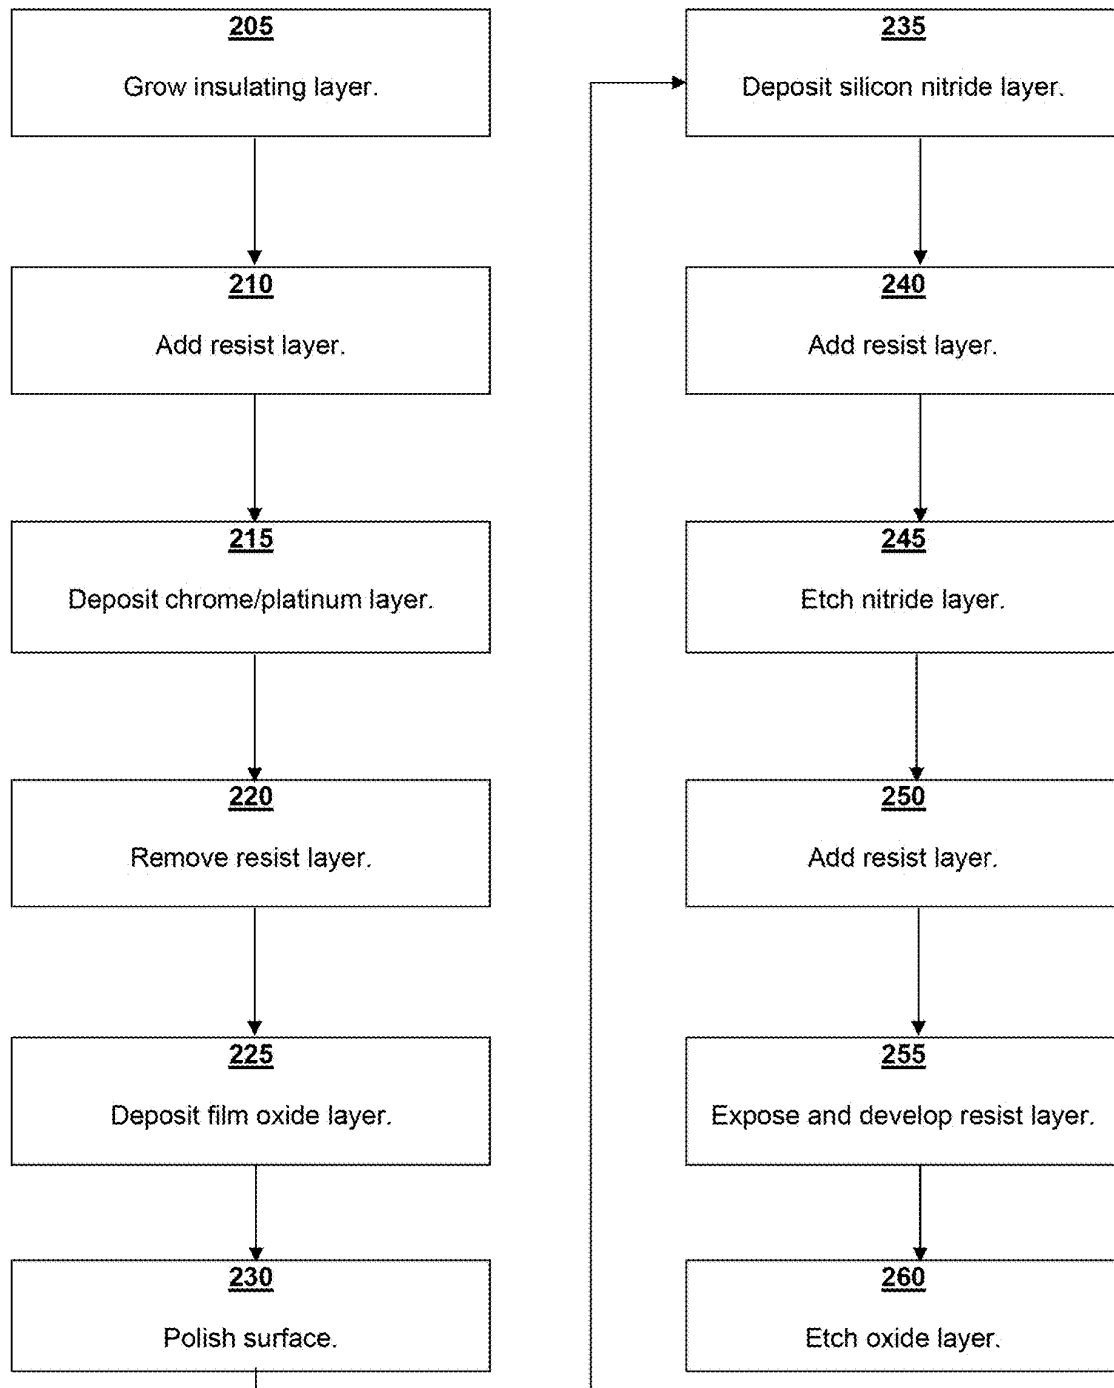 205
Grow insulating layer.
210
Add resist layer.
215
Deposit chrome/platinum layer.
220
Remove resist layer.
225
Deposit film oxide layer.
230
Polish surface.
235
Deposit silicon nitride layer.
240
Add resist layer.
245
Etch nitride layer.
250
Add resist layer.
255
Expose and develop resist layer.
260
Etch oxide layer.